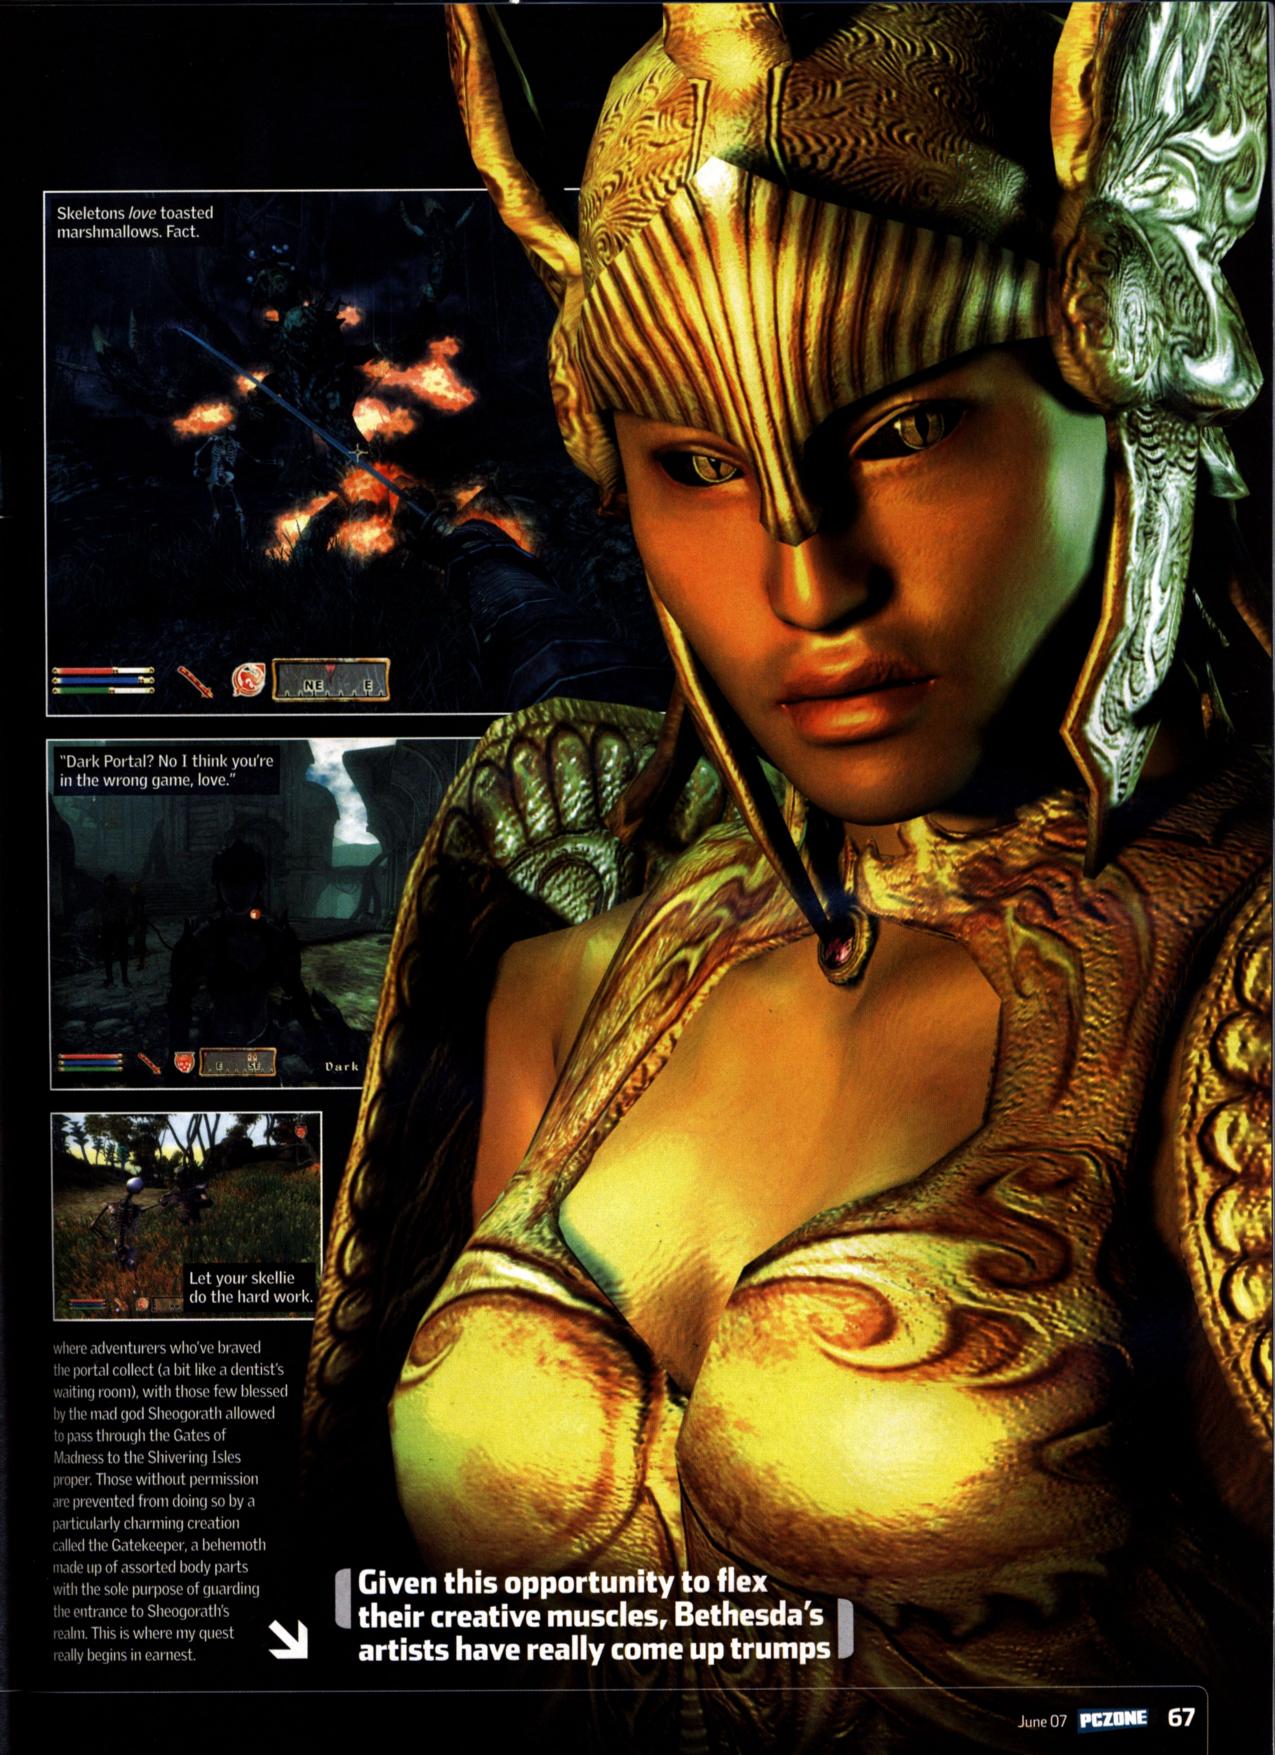 Skeletons love toasted
marshmallows. Fact.
NE E
"Dark Portal? No I think you're
in the wrong game, love."
E SE
Dark
Let your skellie
do the hard work.
where adventurers who've braved
the portal collect (a bit like a dentist's
waiting room), with those few blessed
by the mad god Sheogorath allowed
to pass through the Gates of
Madness to the Shivering Isles
proper. Those without permission
are prevented from doing so by a
particularly charming creation
called the Gatekeeper, a behemoth
made up of assorted body parts
with the sole purpose of guarding
the entrance to Sheogorath's
realm. This is where my quest
really begins in earnest.
Given this opportunity to flex
their creative muscles, Bethesda's
artists have really come up trumps
June 07 PCZONE 67